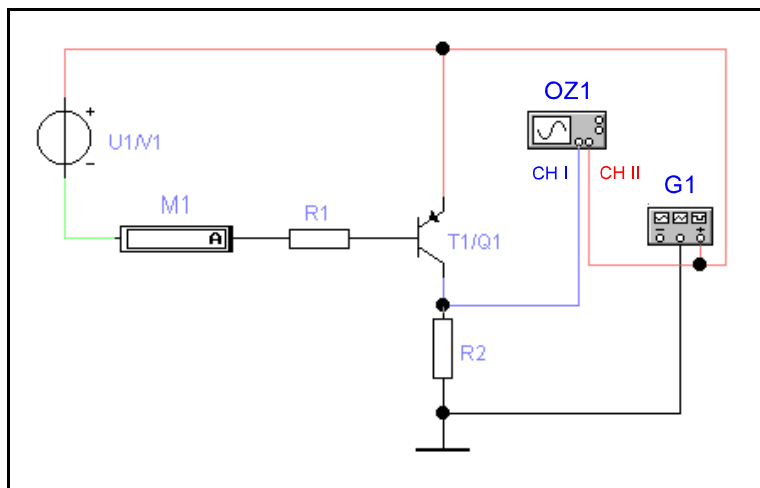 OZ1
+
U1/V1
−
CH I
CH II
G1
M1
A
R1
T1/Q1
− +
R2